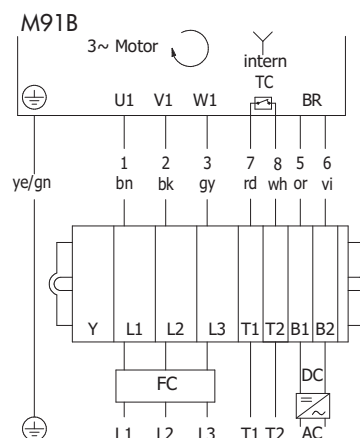 M91B
3~ Motor
intern
TC
U1 V1 W1 BR
1 2 3 7 8 5 6
ye/gn bn bk gy rd wh or vi
Y L1 L2 L3 T1 T2 B1 B2
FC DC
L1 L2 L3 T1 T2 AC